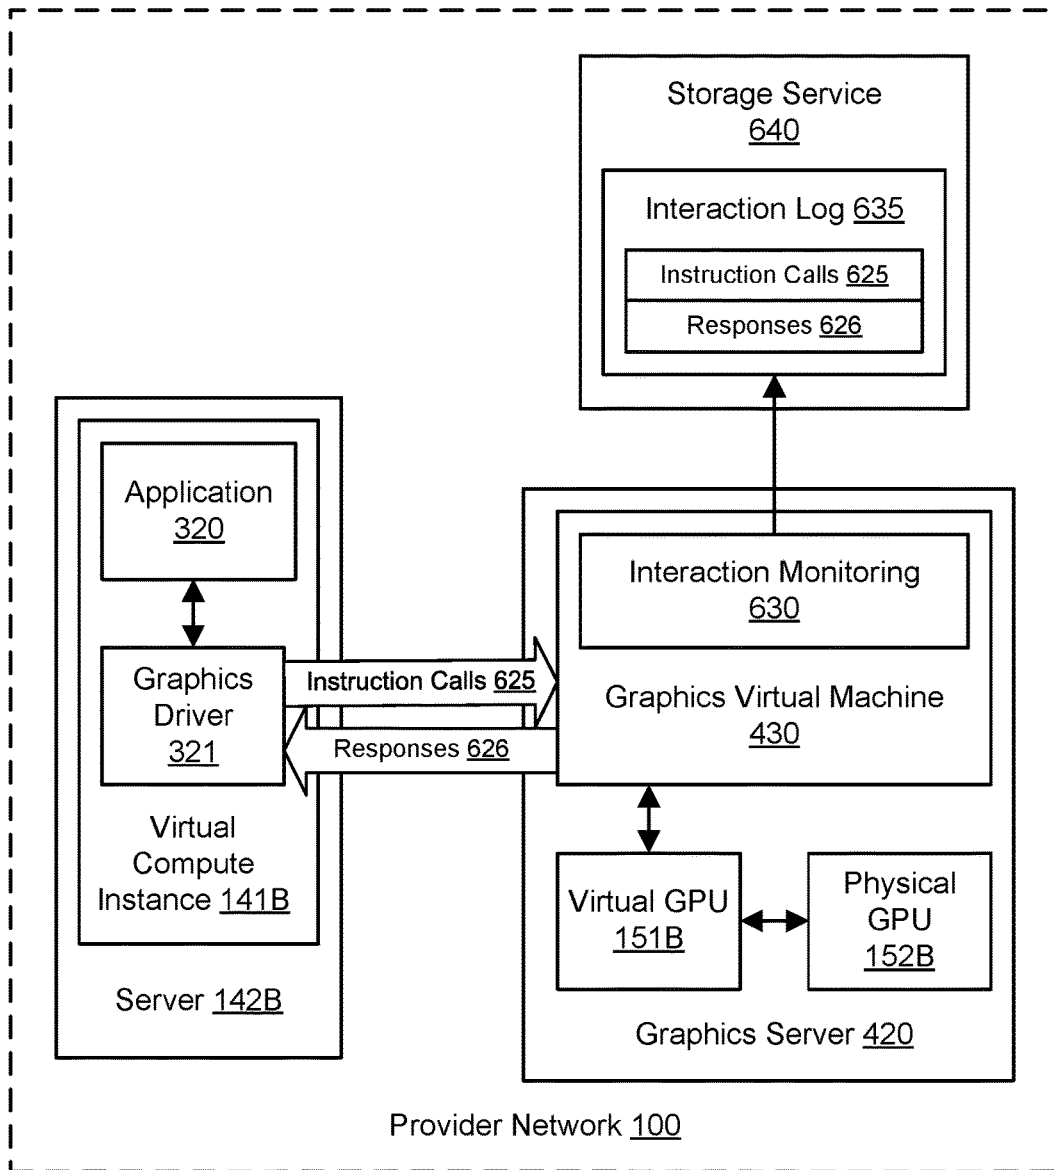 Storage Service
640
Interaction Log 635
Instruction Calls 625
Responses 626
Application
320
Graphics
Driver
321
Virtual
Compute
Instance 141B
Server 142B
Instruction Calls 625
Responses 626
Interaction Monitoring
630
Graphics Virtual Machine
430
Virtual GPU
151B
Physical
GPU
152B
Graphics Server 420
Provider Network 100